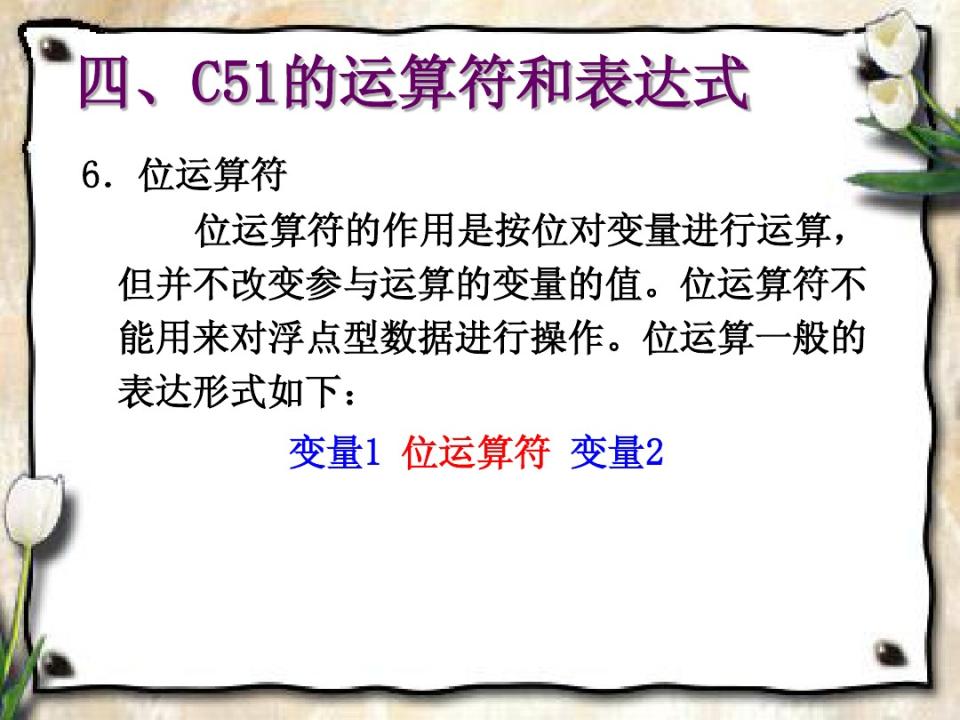 四、C51的运算符和表达式
6. 位运算符
位运算符的作用是按位对变量进行运算，
但并不改变参与运算的变量的值。位运算符不
能用来对浮点型数据进行操作。位运算一般的
表达形式如下：
变量1 位运算符 变量2